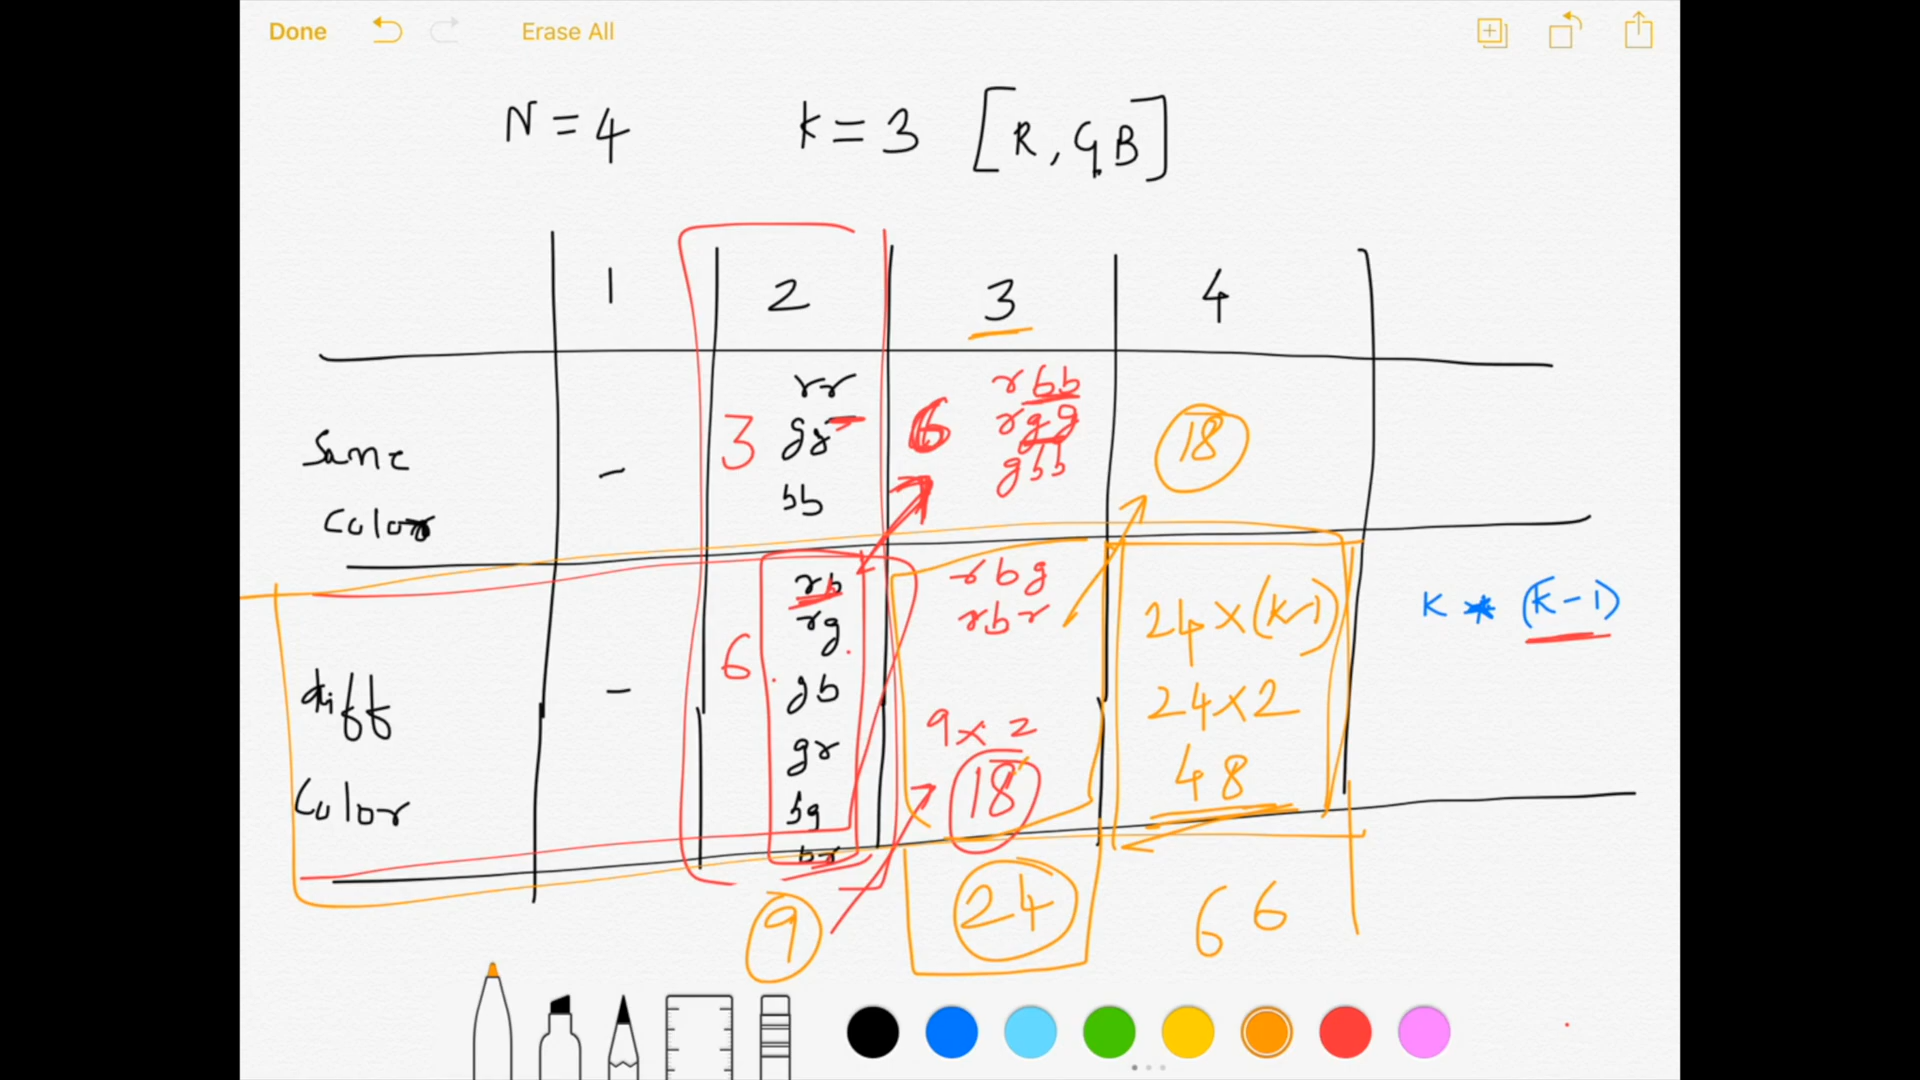 Done Erase All
N = 4 K = 3 [R, G, B]
1 2 3 4
Same
Color
-
3
rr
gg
bb
6
rbb
rgg
gbb
18
diff
Color
-
6
rb
rg
gb
gr
bg
br
rbg
rbr
9 x 2
18
24 x (k-1)
24 x 2
48
K * (K-1)
9
24
66